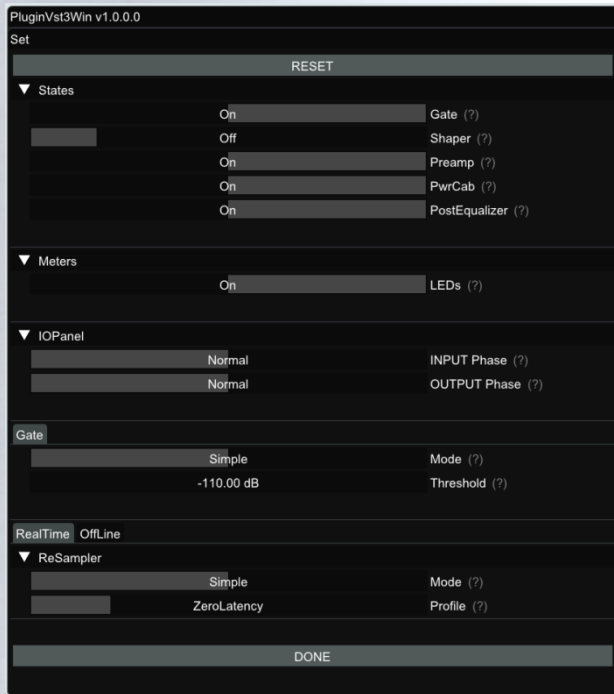 PluginVst3Win v1.0.0.0
Set
RESET
States
On Gate (?)
Off Shaper (?)
On Preamp (?)
On PwrCab (?)
On PostEqualizer (?)
Meters
On LEDs (?)
IOPanel
Normal INPUT Phase (?)
Normal OUTPUT Phase (?)
Gate
Simple Mode (?)
-110.00 dB Threshold (?)
RealTime OffLine
ReSampler
Simple Mode (?)
ZeroLatency Profile (?)
DONE